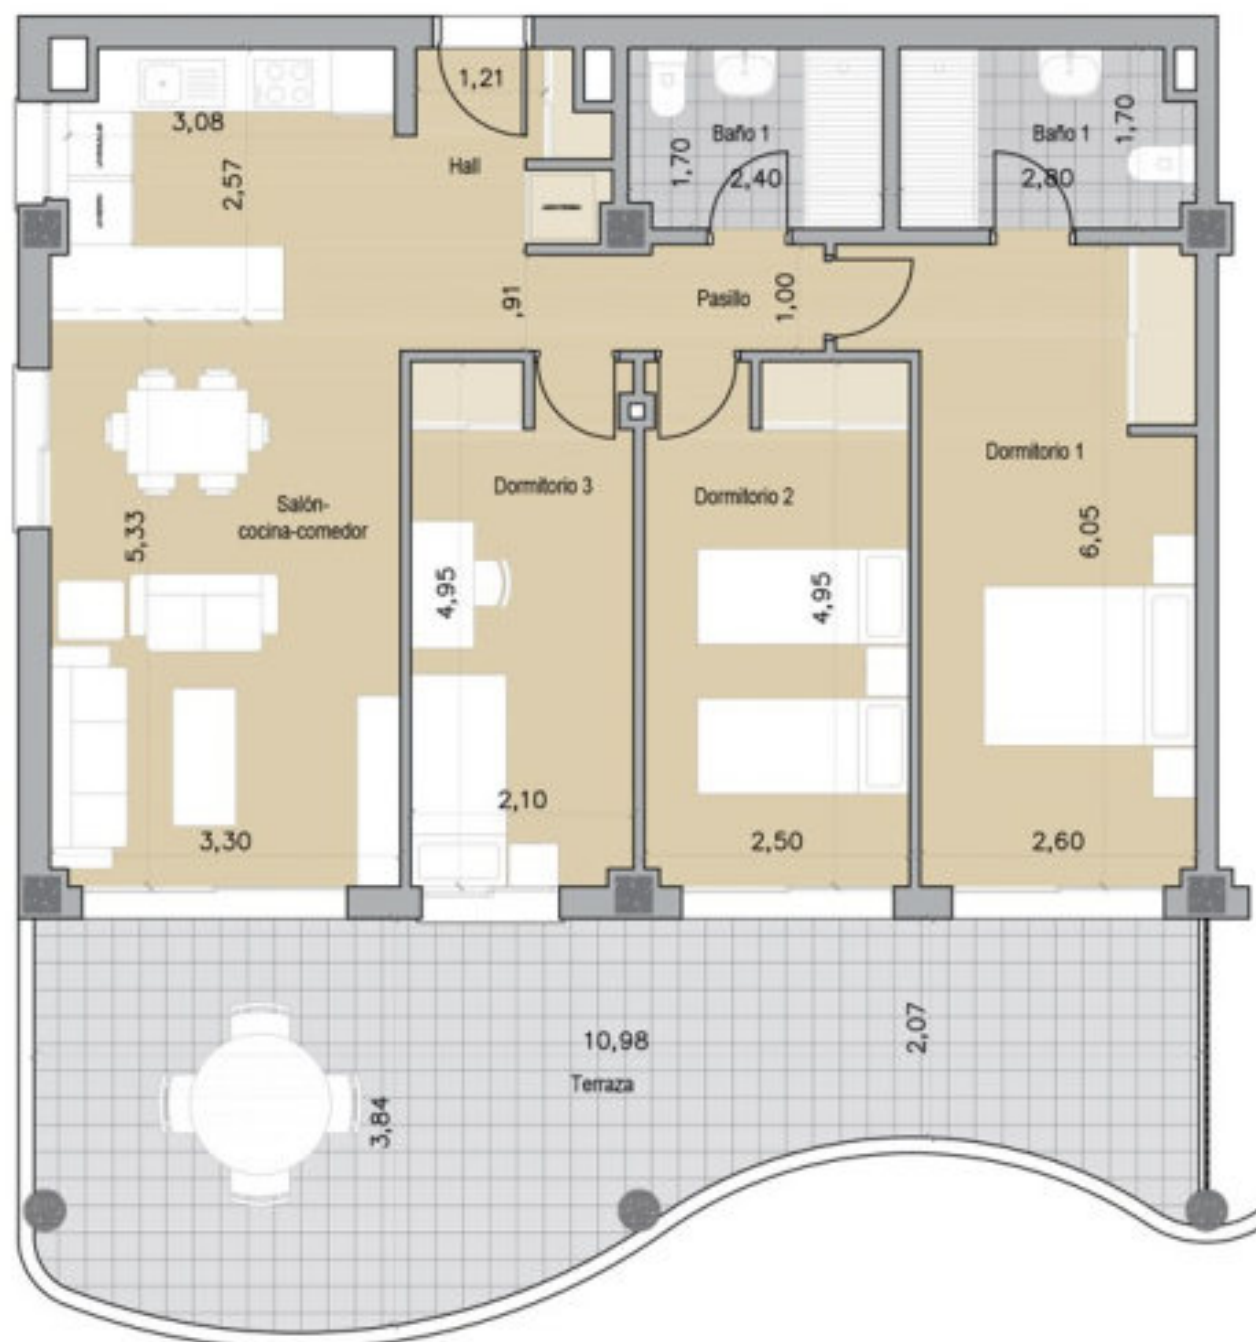 1,21
3,08
Hall
2,57
Baño 1
1,70
2,40
Baño 1
1,70
2,80
,91
Pasillo
1,00
Salón-
cocina-comedor
5,33
3,30
Dormitorio 3
4,95
2,10
Dormitorio 2
4,95
2,50
Dormitorio 1
6,05
2,60
10,98
Terraza
2,07
3,84